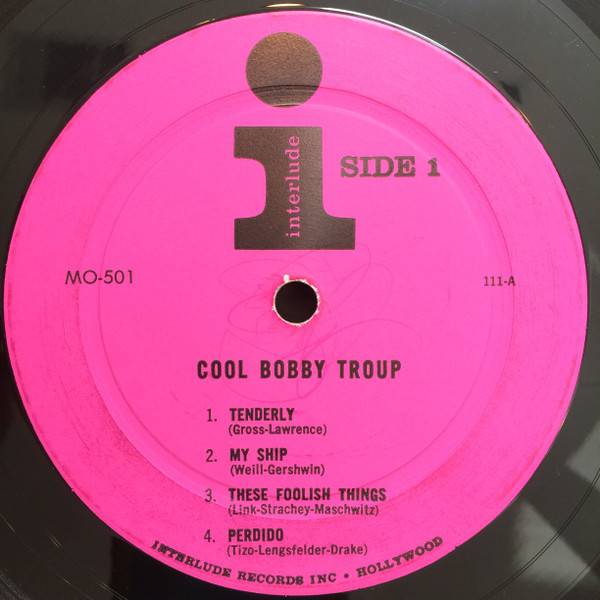 interlude
SIDE 1
MO-501
111-A
COOL BOBBY TROUP
1. TENDERLY
(Gross-Lawrence)
2. MY SHIP
(Weill-Gershwin)
3. THESE FOOLISH THINGS
(Link-Strachey-Maschwitz)
4. PERDIDO
(Tizo-Lengsfelder-Drake)
INTERLUDE RECORDS INC • HOLLYWOOD